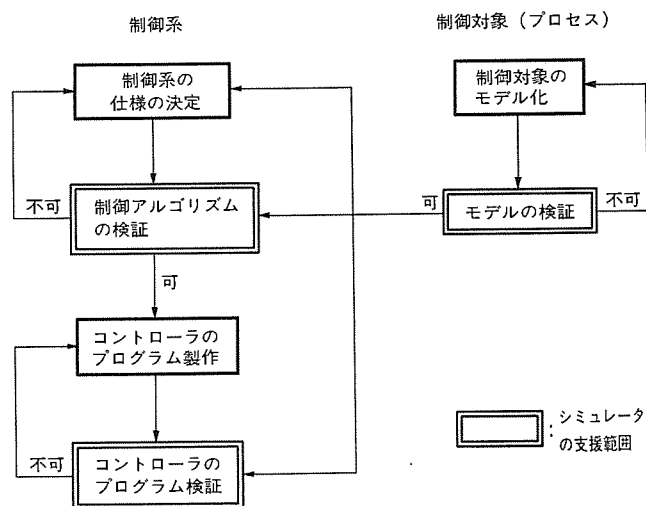 制御系
制御対象(プロセス)
制御系の
仕様の決定
制御対象の
モデル化
不可
制御アルゴリズム
の検証
可
モデルの検証
不可
可
コントローラの
プログラム製作
不可
コントローラの
プログラム検証
:シミュレータ
の支援範囲